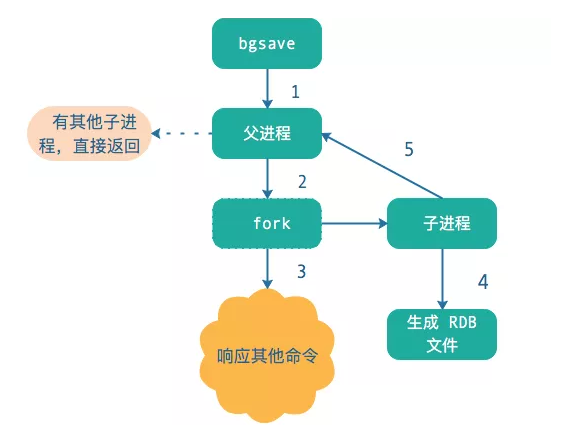 bgsave
1
有其他子进
程，直接返回
父进程
5
2
fork
子进程
3
4
响应其他命令
生成 RDB
文件